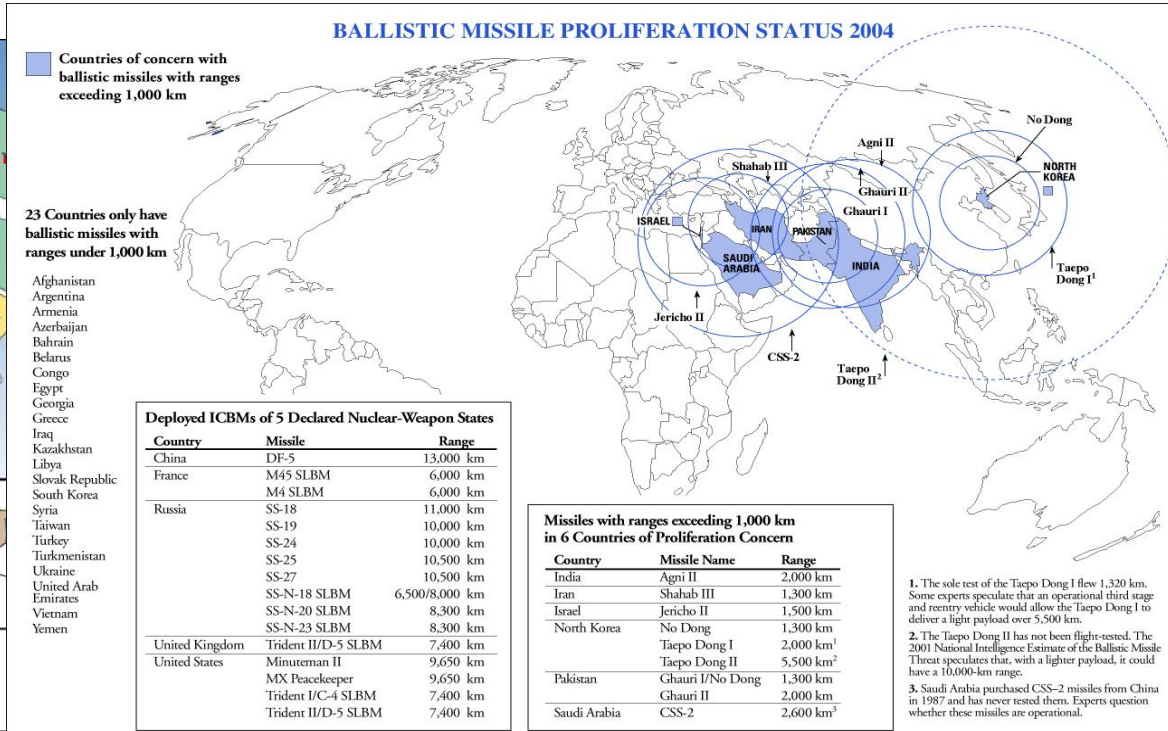 BALLISTIC MISSILE PROLIFERATION STATUS 2004
Countries of concern with
ballistic missiles with ranges
exceeding 1,000 km
23 Countries only have
ballistic missiles with
ranges under 1,000 km
Afghanistan
Argentina
Armenia
Azerbaijan
Bahrain
Belarus
Congo
Egypt
Georgia
Greece
Iraq
Kazakhstan
Libya
Slovak Republic
South Korea
Syria
Taiwan
Turkey
Turkmenistan
Ukraine
United Arab
Emirates
Vietnam
Yemen
No Dong
Agni II
Shahab III
NORTH
KOREA
Ghauri II
Ghauri I
ISRAEL
IRAN
PAKISTAN
SAUDI
ARABIA
INDIA
Taepo
Dong I¹
Jericho II
CSS-2
Taepo
Dong II²
Deployed ICBMs of 5 Declared Nuclear-Weapon States
Country Missile Range
China DF-5 13,000 km
France M45 SLBM 6,000 km
M4 SLBM 6,000 km
Russia SS-18 11,000 km
SS-19 10,000 km
SS-24 10,000 km
SS-25 10,500 km
SS-27 10,500 km
SS-N-18 SLBM 6,500/8,000 km
SS-N-20 SLBM 8,300 km
SS-N-23 SLBM 8,300 km
United Kingdom Trident II/D-5 SLBM 7,400 km
United States Minuteman II 9,650 km
MX Peacekeeper 9,650 km
Trident I/C-4 SLBM 7,400 km
Trident II/D-5 SLBM 7,400 km
Missiles with ranges exceeding 1,000 km
in 6 Countries of Proliferation Concern
Country Missile Name Range
India Agni II 2,000 km
Iran Shahab III 1,300 km
Israel Jericho II 1,500 km
North Korea No Dong 1,300 km
Taepo Dong I 2,000 km¹
Taepo Dong II 5,500 km²
Pakistan Ghauri I/No Dong 1,300 km
Ghauri II 2,000 km
Saudi Arabia CSS-2 2,600 km³
1. The sole test of the Taepo Dong I flew 1,320 km.
Some experts speculate that an operational third stage
and reentry vehicle would allow the Taepo Dong I to
deliver a light payload over 5,500 km.
2. The Taepo Dong II has not been flight-tested. The
2001 National Intelligence Estimate of the Ballistic Missile
Threat speculates that, with a lighter payload, it could
have a 10,000-km range.
3. Saudi Arabia purchased CSS–2 missiles from China
in 1987 and has never tested them. Experts question
whether these missiles are operational.